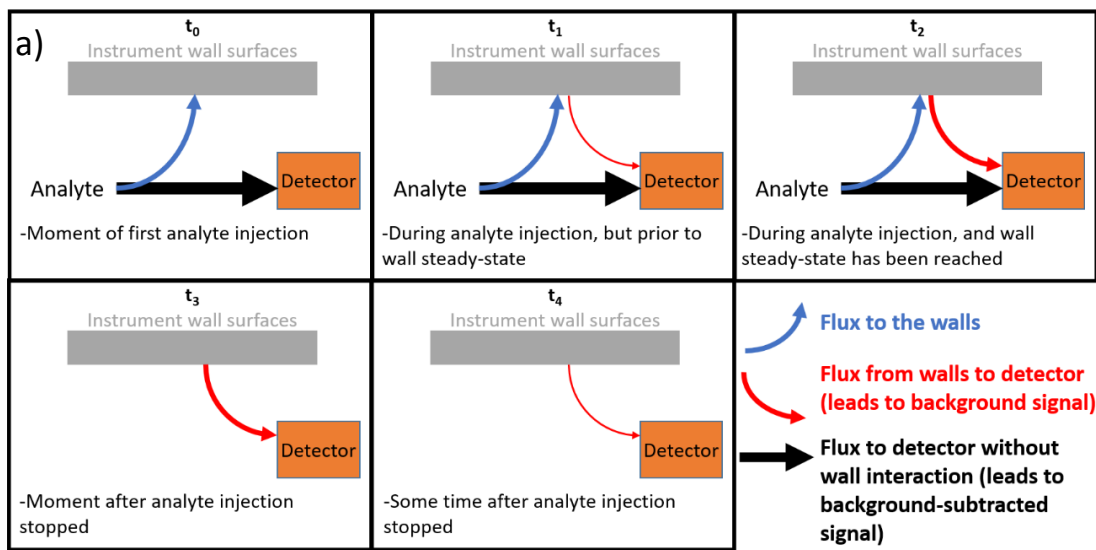 a)
t0
Instrument wall surfaces
Analyte
Detector
-Moment of first analyte injection
t1
Instrument wall surfaces
Analyte
Detector
-During analyte injection, but prior to
wall steady-state
t2
Instrument wall surfaces
Analyte
Detector
-During analyte injection, and wall
steady-state has been reached
t3
Instrument wall surfaces
Detector
-Moment after analyte injection
stopped
t4
Instrument wall surfaces
Detector
-Some time after analyte injection
stopped
Flux to the walls
Flux from walls to detector
(leads to background signal)
Flux to detector without
wall interaction (leads to
background-subtracted
signal)